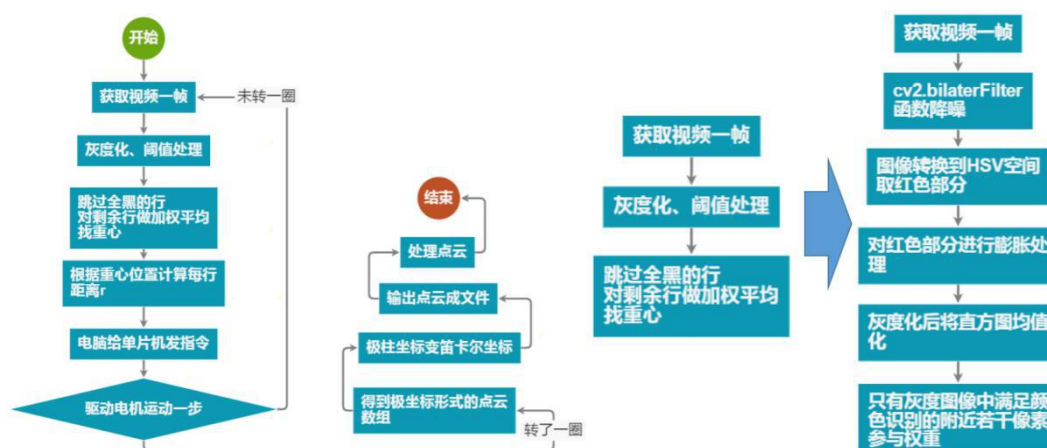 开始
获取视频一帧
未转一圈
灰度化、阈值处理
跳过全黑的行
对剩余行做加权平均
找重心
根据重心位置计算每行
距离r
电脑给单片机发指令
驱动电机运动一步
结束
处理点云
输出点云成文件
极柱坐标变笛卡尔坐标
得到极坐标形式的点云
数组
转了一圈
获取视频一帧
灰度化、阈值处理
跳过全黑的行
对剩余行做加权平均
找重心
获取视频一帧
cv2.bilaterFilter
函数降噪
图像转换到HSV空间
取红色部分
对红色部分进行膨胀处
理
灰度化后将直方图均值
化
只有灰度图像中满足颜
色识别的附近若干像素
参与权重